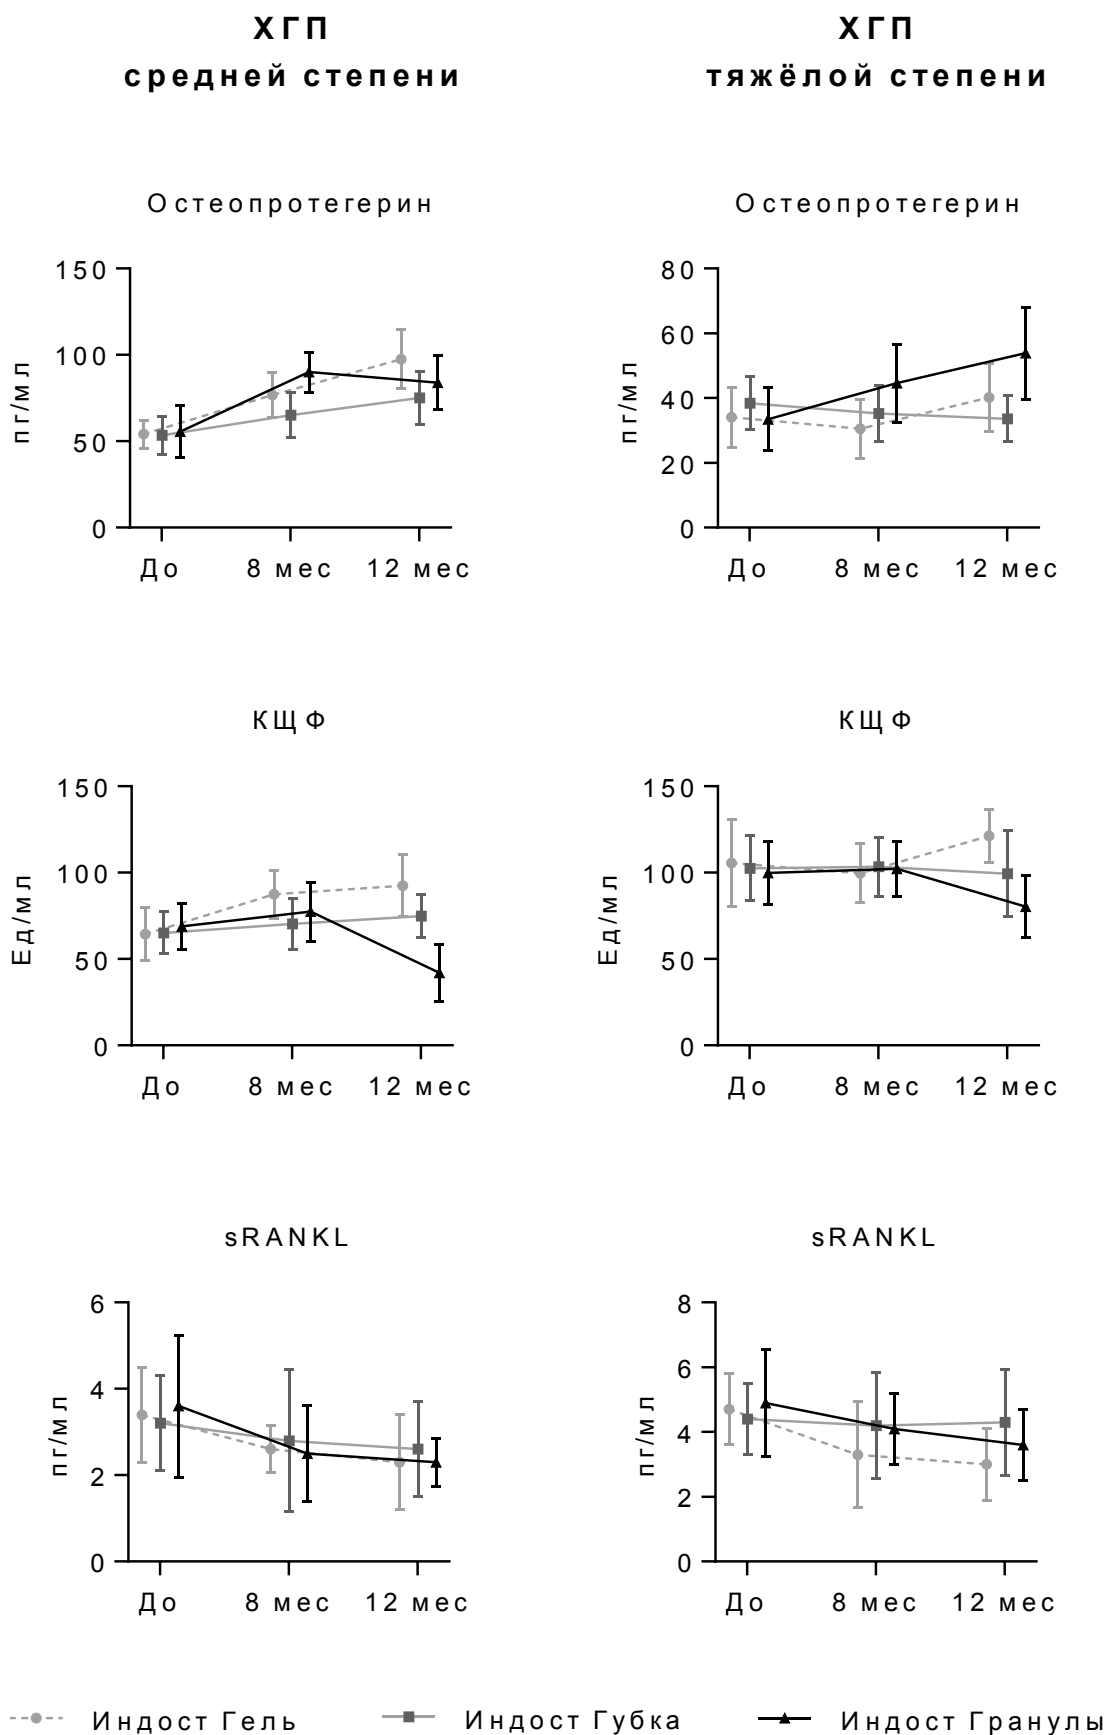 ХГП
средней степени
ХГП
тяжёлой степени
Остеопротегерин
150
100
50
0
пг/мл
До 8 мес 12 мес
Остеопротегерин
80
60
40
20
0
пг/мл
До 8 мес 12 мес
КЩФ
150
100
50
0
Ед/мл
До 8 мес 12 мес
КЩФ
150
100
50
0
Ед/мл
До 8 мес 12 мес
sRANKL
6
4
2
0
пг/мл
До 8 мес 12 мес
sRANKL
8
6
4
2
0
пг/мл
До 8 мес 12 мес
Индост Гель Индост Губка Индост Гранулы